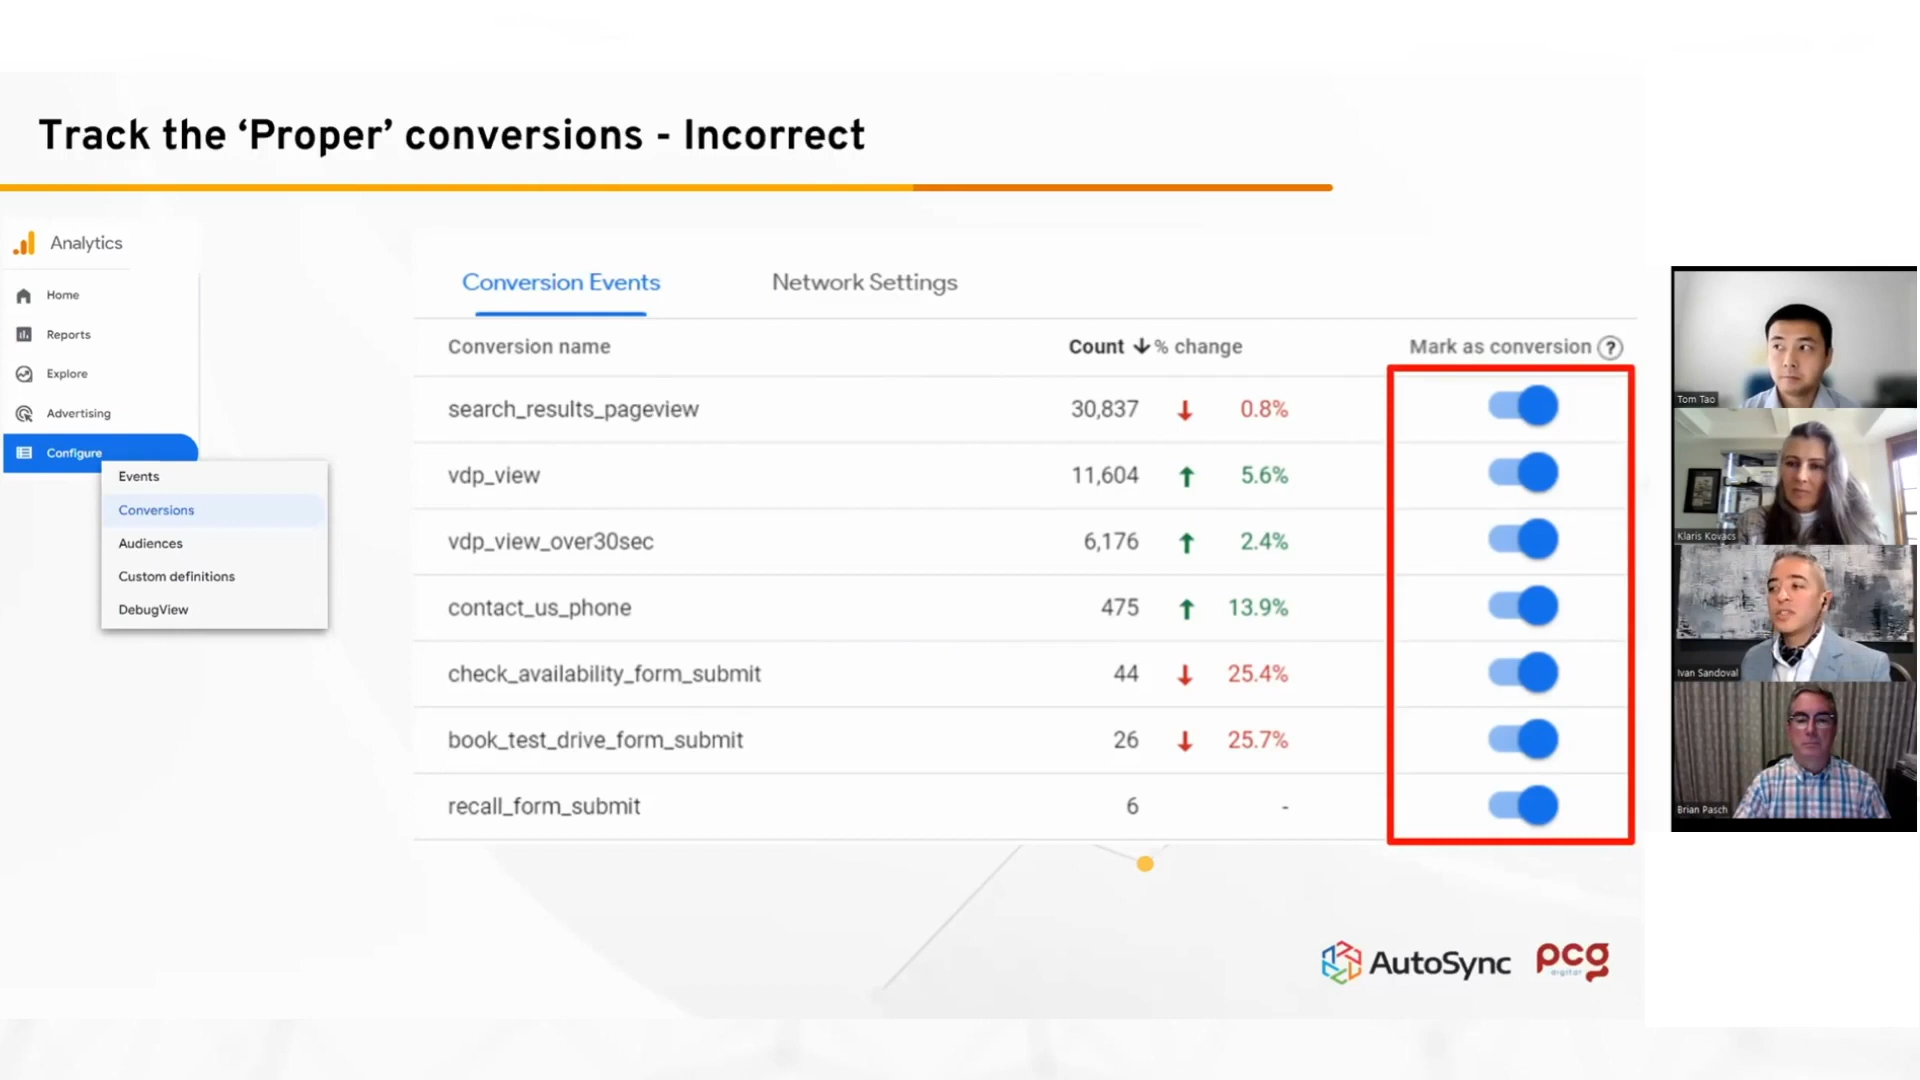 Track the ‘Proper’ conversions - Incorrect
Analytics
Home
Reports
Explore
Advertising
Configure
Events
Conversions
Audiences
Custom definitions
DebugView
Conversion Events Network Settings
Conversion name Count % change Mark as conversion ?
search_results_pageview 30,837 0.8%
vdp_view 11,604 5.6%
vdp_view_over30sec 6,176 2.4%
contact_us_phone 475 13.9%
check_availability_form_submit 44 25.4%
book_test_drive_form_submit 26 25.7%
recall_form_submit 6 -
Tom Tao
Klaris Kovacs
Ivan Sandoval
Brian Pasch
AutoSync
pcg
digital